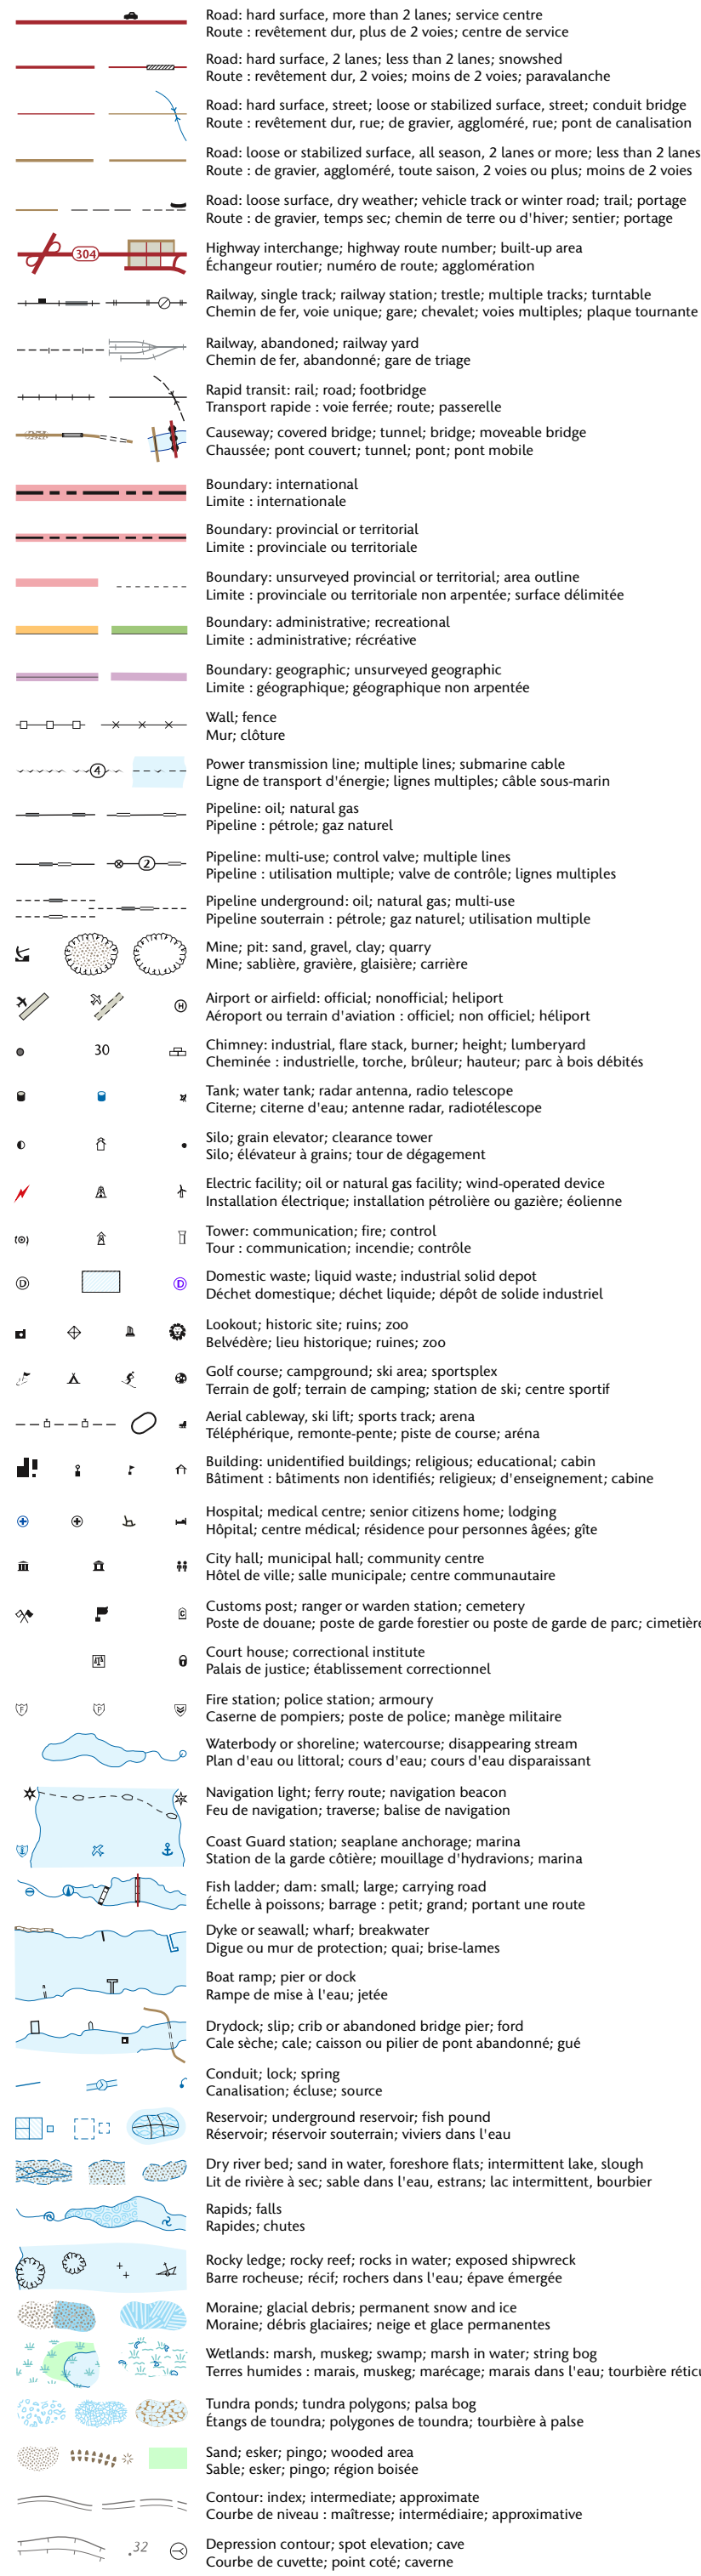 Road: hard surface, more than 2 lanes; service centre
Route : revêtement dur, plus de 2 voies; centre de service
Road: hard surface, 2 lanes; less than 2 lanes; snowshed
Route : revêtement dur, 2 voies; moins de 2 voies; paravalanche
Road: hard surface, street; loose or stabilized surface, street; conduit bridge
Route : revêtement dur, rue; de gravier, aggloméré, rue; pont de canalisation
Road: loose or stabilized surface, all season, 2 lanes or more; less than 2 lanes
Route : de gravier, aggloméré, toute saison, 2 voies ou plus; moins de 2 voies
Road: loose surface, dry weather; vehicle track or winter road; trail; portage
Route : de gravier, temps sec; chemin de terre ou d'hiver; sentier; portage
304
Highway interchange; highway route number; built-up area
Échangeur routier; numéro de route; agglomération
Railway, single track; railway station; trestle; multiple tracks; turntable
Chemin de fer, voie unique; gare; chevalet; voies multiples; plaque tournante
Railway, abandoned; railway yard
Chemin de fer, abandonné; gare de triage
Rapid transit: rail; road; footbridge
Transport rapide : voie ferrée; route; passerelle
Causeway; covered bridge; tunnel; bridge; moveable bridge
Chaussée; pont couvert; tunnel; pont; pont mobile
Boundary: international
Limite : internationale
Boundary: provincial or territorial
Limite : provinciale ou territoriale
Boundary: unsurveyed provincial or territorial; area outline
Limite : provinciale ou territoriale non arpentée; surface délimitée
Boundary: administrative; recreational
Limite : administrative; récréative
Boundary: geographic; unsurveyed geographic
Limite : géographique; géographique non arpentée
Wall; fence
Mur; clôture
4
Power transmission line; multiple lines; submarine cable
Ligne de transport d'énergie; lignes multiples; câble sous-marin
Pipeline: oil; natural gas
Pipeline : pétrole; gaz naturel
2
Pipeline: multi-use; control valve; multiple lines
Pipeline : utilisation multiple; valve de contrôle; lignes multiples
Pipeline underground: oil; natural gas; multi-use
Pipeline souterrain : pétrole; gaz naturel; utilisation multiple
Mine; pit: sand, gravel, clay; quarry
Mine; sablière, gravière, glaisière; carrière
H
Airport or airfield: official; nonofficial; heliport
Aéroport ou terrain d'aviation : officiel; non officiel; héliport
30
Chimney: industrial, flare stack, burner; height; lumberyard
Cheminée : industrielle, torche, brûleur; hauteur; parc à bois débités
Tank; water tank; radar antenna, radio telescope
Citerne; citerne d'eau; antenne radar, radiotélescope
Silo; grain elevator; clearance tower
Silo; élévateur à grains; tour de dégagement
Electric facility; oil or natural gas facility; wind-operated device
Installation électrique; installation pétrolière ou gazière; éolienne
Tower: communication; fire; control
Tour : communication; incendie; contrôle
D D
Domestic waste; liquid waste; industrial solid depot
Déchet domestique; déchet liquide; dépôt de solide industriel
Lookout; historic site; ruins; zoo
Belvédère; lieu historique; ruines; zoo
Golf course; campground; ski area; sportsplex
Terrain de golf; terrain de camping; station de ski; centre sportif
Aerial cableway, ski lift; sports track; arena
Téléphérique, remonte-pente; piste de course; aréna
Building: unidentified buildings; religious; educational; cabin
Bâtiment : bâtiments non identifiés; religieux; d'enseignement; cabine
Hospital; medical centre; senior citizens home; lodging
Hôpital; centre médical; résidence pour personnes âgées; gîte
City hall; municipal hall; community centre
Hôtel de ville; salle municipale; centre communautaire
C
Customs post; ranger or warden station; cemetery
Poste de douane; poste de garde forestier ou poste de garde de parc; cimetière
Court house; correctional institute
Palais de justice; établissement correctionnel
F P
Fire station; police station; armoury
Caserne de pompiers; poste de police; manège militaire
Waterbody or shoreline; watercourse; disappearing stream
Plan d'eau ou littoral; cours d'eau; cours d'eau disparaissant
Navigation light; ferry route; navigation beacon
Feu de navigation; traverse; balise de navigation
Coast Guard station; seaplane anchorage; marina
Station de la garde côtière; mouillage d'hydravions; marina
Fish ladder; dam: small; large; carrying road
Échelle à poissons; barrage : petit; grand; portant une route
Dyke or seawall; wharf; breakwater
Digue ou mur de protection; quai; brise-lames
Boat ramp; pier or dock
Rampe de mise à l'eau; jetée
Drydock; slip; crib or abandoned bridge pier; ford
Cale sèche; cale; caisson ou pilier de pont abandonné; gué
Conduit; lock; spring
Canalisation; écluse; source
Reservoir; underground reservoir; fish pound
Réservoir; réservoir souterrain; viviers dans l'eau
Dry river bed; sand in water, foreshore flats; intermittent lake, slough
Lit de rivière à sec; sable dans l'eau, estrans; lac intermittent, bourbier
Rapids; falls
Rapides; chutes
Rocky ledge; rocky reef; rocks in water; exposed shipwreck
Barre rocheuse; récif; rochers dans l'eau; épave émergée
Moraine; glacial debris; permanent snow and ice
Moraine; débris glaciaires; neige et glace permanentes
Wetlands: marsh, muskeg; swamp; marsh in water; string bog
Terres humides : marais, muskeg; marécage; marais dans l'eau; tourbière réticu
Tundra ponds; tundra polygons; palsa bog
Étangs de toundra; polygones de toundra; tourbière à palse
Sand; esker; pingo; wooded area
Sable; esker; pingo; région boisée
Contour: index; intermediate; approximate
Courbe de niveau : maîtresse; intermédiaire; approximative
.32
Depression contour; spot elevation; cave
Courbe de cuvette; point coté; caverne